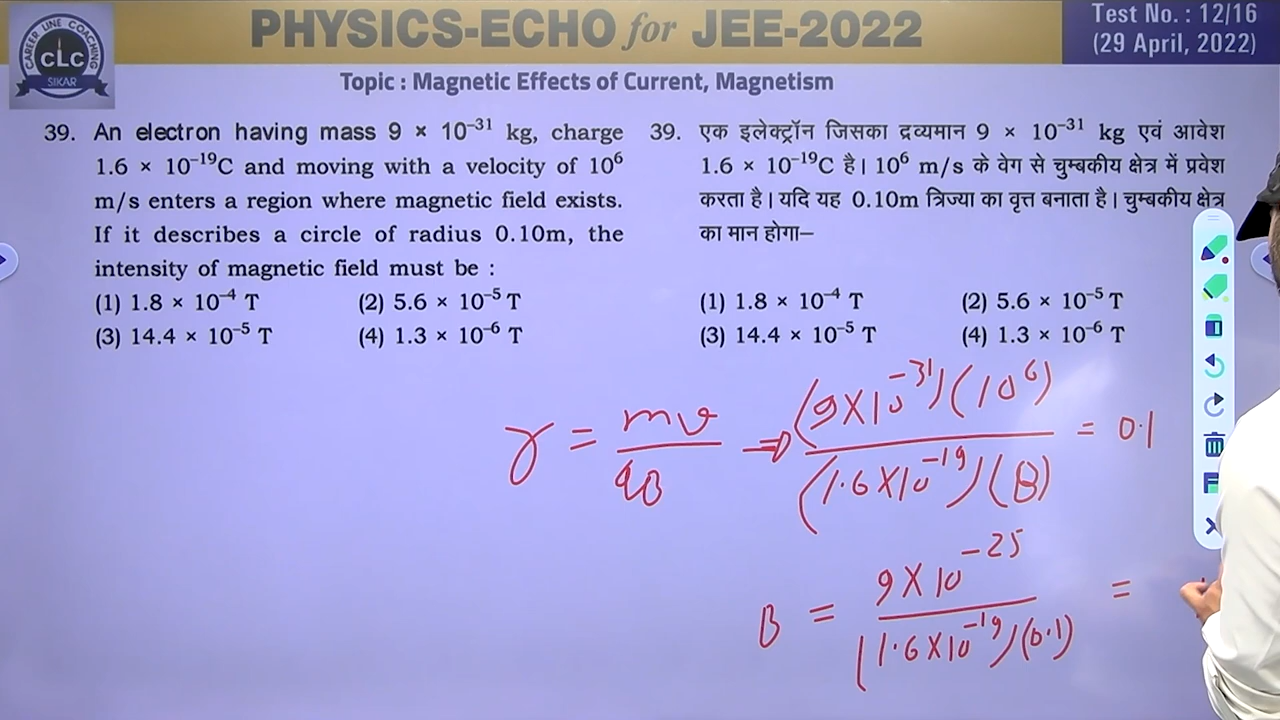 CAREER LINE COACHING
CLC
SIKAR
PHYSICS-ECHO for JEE-2022
Test No. : 12/16
(29 April, 2022)
Topic : Magnetic Effects of Current, Magnetism
39. An electron having mass 9 × 10⁻³¹ kg, charge
1.6 × 10⁻¹⁹C and moving with a velocity of 10⁶
m/s enters a region where magnetic field exists.
If it describes a circle of radius 0.10m, the
intensity of magnetic field must be :
(1) 1.8 × 10⁻⁴ T (2) 5.6 × 10⁻⁵ T
(3) 14.4 × 10⁻⁵ T (4) 1.3 × 10⁻⁶ T
39. एक इलेक्ट्रॉन जिसका द्रव्यमान 9 × 10⁻³¹ kg एवं आवेश
1.6 × 10⁻¹⁹C है। 10⁶ m/s के वेग से चुम्बकीय क्षेत्र में प्रवेश
करता है। यदि यह 0.10m त्रिज्या का वृत्त बनाता है। चुम्बकीय क्षेत्र
का मान होगा–
(1) 1.8 × 10⁻⁴ T (2) 5.6 × 10⁻⁵ T
(3) 14.4 × 10⁻⁵ T (4) 1.3 × 10⁻⁶ T
r = mv/qB ⇒ (9×10⁻³¹)(10⁶)/(1.6×10⁻¹⁹)(B) = 0.1
B = 9×10⁻²⁵/(1.6×10⁻¹⁹)(0.1) =